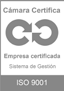 Cámara Certifica
Empresa certificada
Sistema de Gestión
ISO 9001